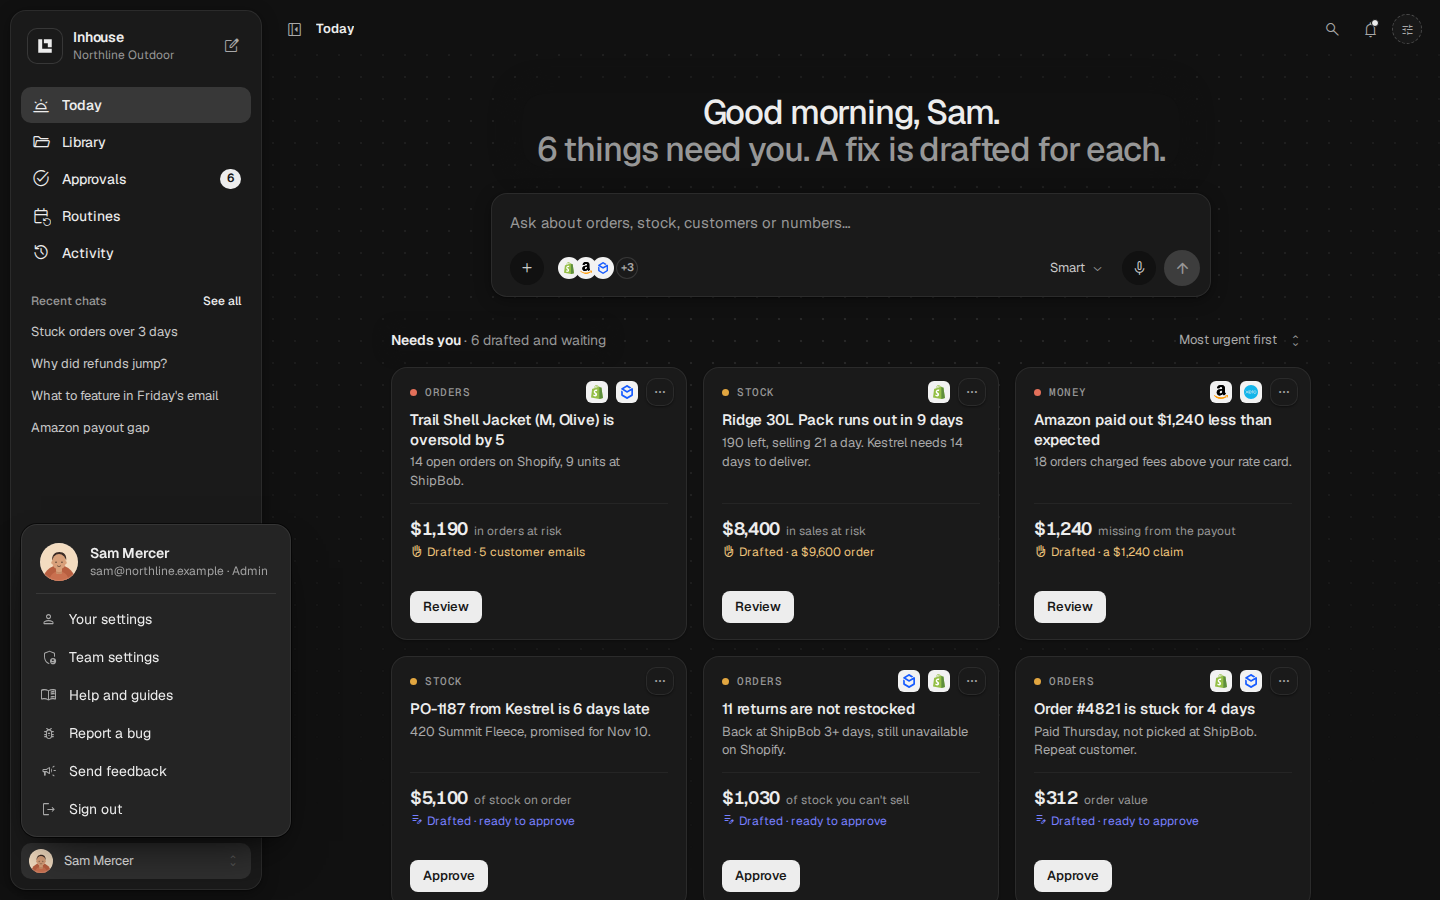 Inhouse
Northline Outdoor
Today
Library
Approvals
6
Routines
Activity
Recent chats
See all
Stuck orders over 3 days
Why did refunds jump?
What to feature in Friday's email
Amazon payout gap
Sam Mercer
sam@northline.example · Admin
Your settings
Team settings
Help and guides
Report a bug
Send feedback
Sign out
Sam Mercer
Today
Good morning, Sam.
6 things need you. A fix is drafted for each.
Ask about orders, stock, customers or numbers...
+3
Smart
Needs you · 6 drafted and waiting
Most urgent first
ORDERS
Trail Shell Jacket (M, Olive) is
oversold by 5
14 open orders on Shopify, 9 units at
ShipBob.
$1,190 in orders at risk
Drafted · 5 customer emails
Review
STOCK
Ridge 30L Pack runs out in 9 days
190 left, selling 21 a day. Kestrel needs 14
days to deliver.
$8,400 in sales at risk
Drafted · a $9,600 order
Review
MONEY
Amazon paid out $1,240 less than
expected
18 orders charged fees above your rate card.
$1,240 missing from the payout
Drafted · a $1,240 claim
Review
STOCK
PO-1187 from Kestrel is 6 days late
420 Summit Fleece, promised for Nov 10.
$5,100 of stock on order
Drafted · ready to approve
Approve
ORDERS
11 returns are not restocked
Back at ShipBob 3+ days, still unavailable
on Shopify.
$1,030 of stock you can't sell
Drafted · ready to approve
Approve
ORDERS
Order #4821 is stuck for 4 days
Paid Thursday, not picked at ShipBob.
Repeat customer.
$312 order value
Drafted · ready to approve
Approve